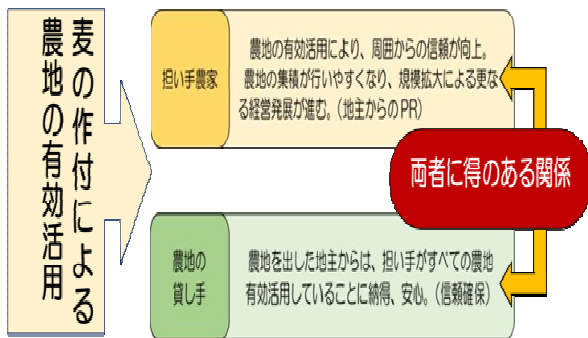 麦の作付による
農地の有効活用
担い手農家
農地の有効活用により、周囲からの信頼が向上。
農地の集積が行いやすくなり、規模拡大による更な
る経営発展が進む。（地主からのPR）
両者に得のある関係
農地の
貸し手
農地を出した地主からは、担い手がすべての農地
有効活用していることに納得、安心。（信頼確保）